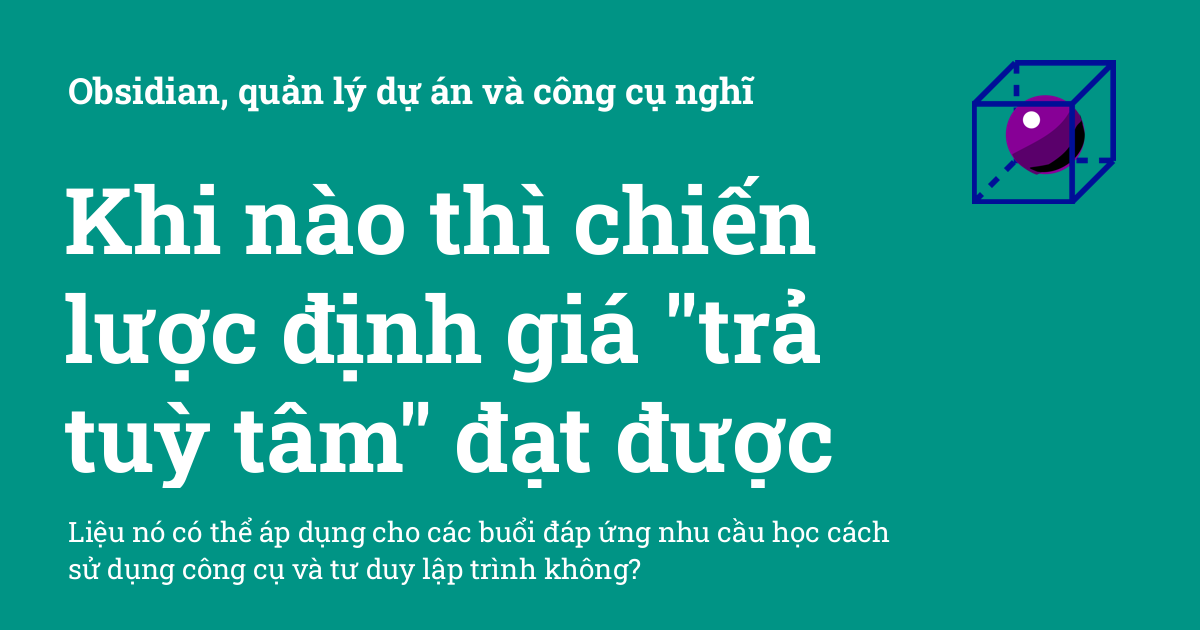 Obsidian, quản lý dự án và công cụ nghĩ
Khi nào thì chiến
lược định giá "trả
tuỳ tâm" đạt được
Liệu nó có thể áp dụng cho các buổi đáp ứng nhu cầu học cách
sử dụng công cụ và tư duy lập trình không?